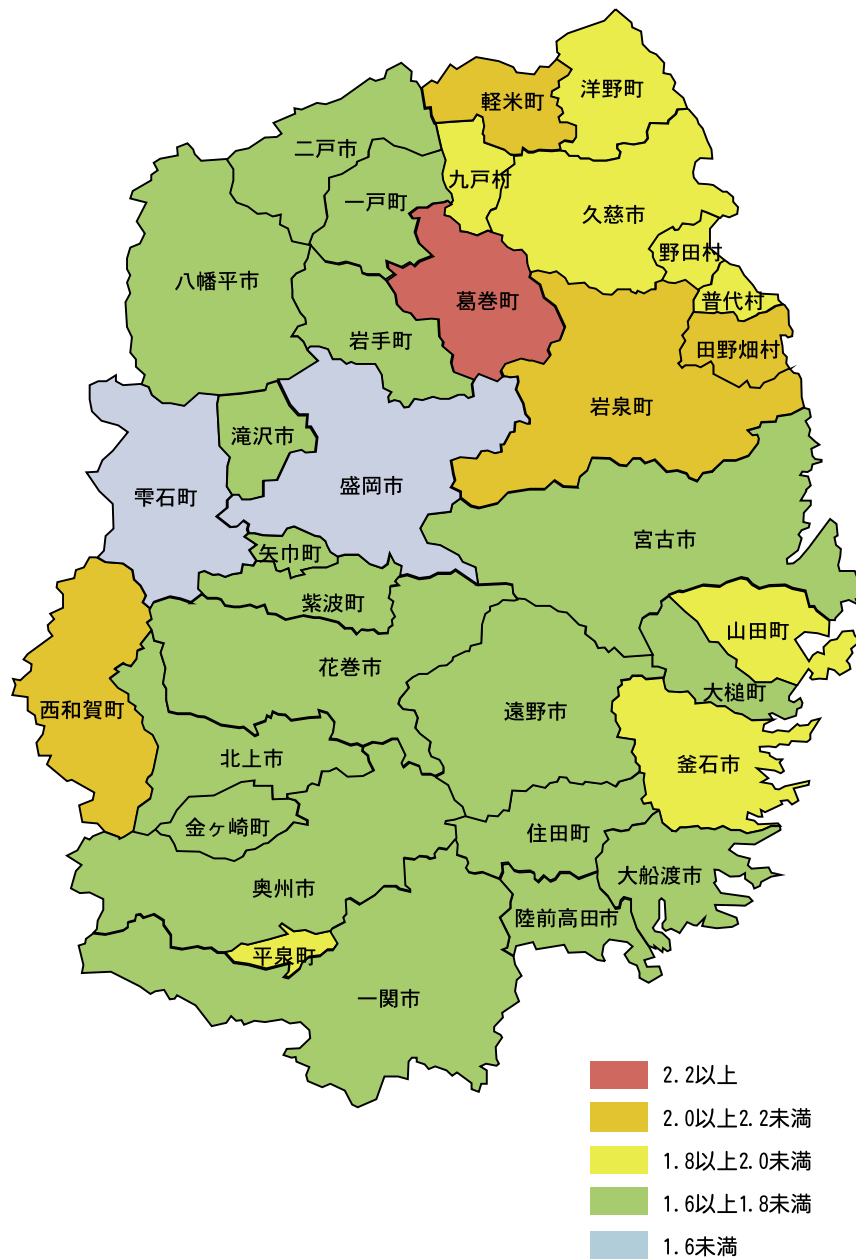 洋野町
軽米町
二戸市
九戸村
一戸町
久慈市
野田村
八幡平市
葛巻町
普代村
岩手町
田野畑村
岩泉町
滝沢市
盛岡市
雫石町
宮古市
矢巾町
紫波町
山田町
花巻市
大槌町
西和賀町
遠野市
北上市
釜石市
金ヶ崎町
住田町
大船渡市
奥州市
陸前高田市
平泉町
一関市
2.2以上
2.0以上2.2未満
1.8以上2.0未満
1.6以上1.8未満
1.6未満